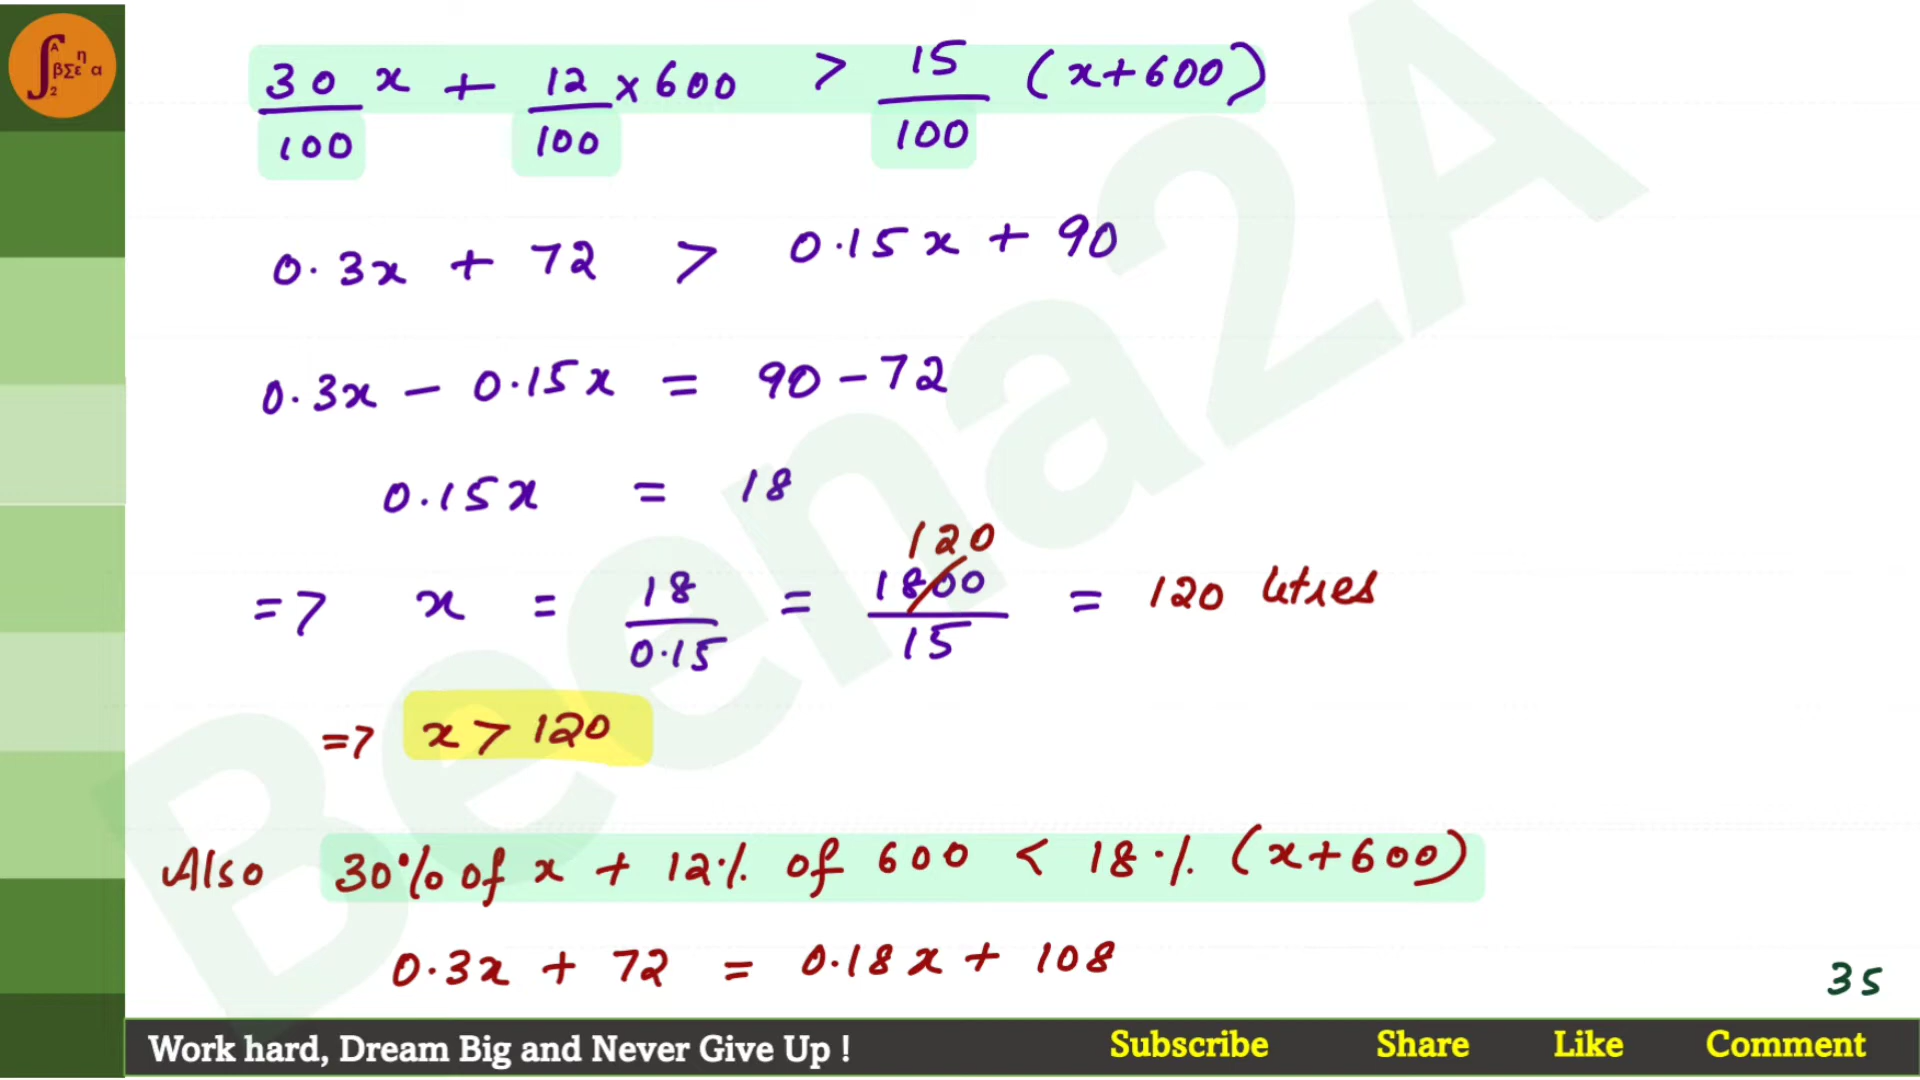 30/100 x + 12/100 × 600 > 15/100 (x+600)
0.3x + 72 > 0.15x + 90
0.3x - 0.15x = 90 - 72
0.15x = 18
=> x = 18/0.15 = 1800/15 = 120 litres
120
=> x > 120
Also 30% of x + 12% of 600 < 18% (x+600)
0.3x + 72 = 0.18x + 108
35
Work hard, Dream Big and Never Give Up !
Subscribe Share Like Comment
Beena2A